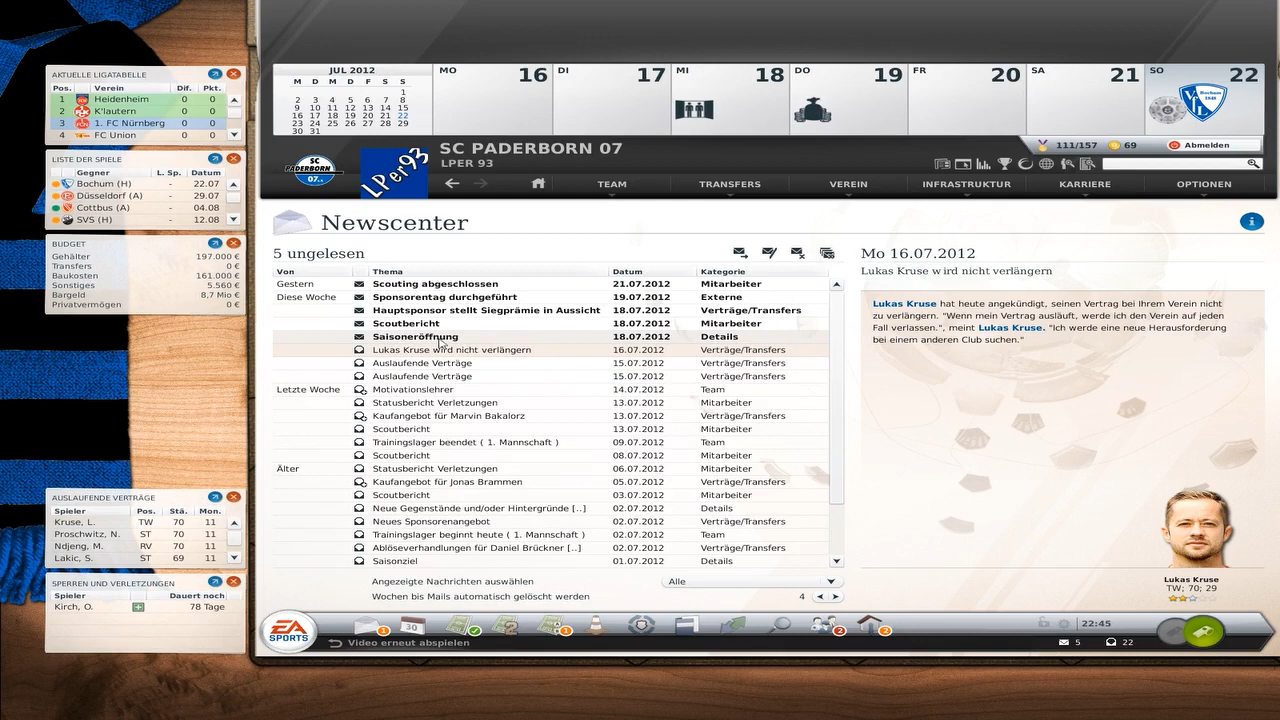 AKTUELLE LIGATABELLE
Pos. Verein Dif. Pkt.
1 Heidenheim 0 0
2 K'lautern 0 0
3 1. FC Nürnberg 0 0
4 FC Union 0 0
LISTE DER SPIELE
Gegner L. Sp. Datum
Bochum (H) - 22.07
Düsseldorf (A) - 29.07
Cottbus (A) - 04.08
SVS (H) - 12.08
BUDGET
Gehälter 197.000 €
Transfers 0 €
Baukosten 161.000 €
Sonstiges 5.560 €
Bargeld 8,7 Mio €
Privatvermögen 0 €
AUSLAUFENDE VERTRÄGE
Spieler Pos. Stä. Mon.
Kruse, L. TW 70 11
Proschwitz, N. ST 70 11
Ndjeng, M. RV 70 11
Lakic, S. ST 69 11
SPERREN UND VERLETZUNGEN
Spieler Dauert noch
Kirch, O. 78 Tage
JUL 2012
M D M D F S S
1
2 3 4 5 6 7 8
9 10 11 12 13 14 15
16 17 18 19 20 21 22
23 24 25 26 27 28 29
30 31
MO 16 DI 17 MI 18 DO 19 FR 20 SA 21 SO 22
Bochum
1848
111/157 69 Abmelden
SC
PADERBORN
07
LPer93
SC PADERBORN 07
LPER 93
TEAM TRANSFERS VEREIN INFRASTRUKTUR KARRIERE OPTIONEN
Newscenter
5 ungelesen
Von Thema Datum Kategorie
Gestern Scouting abgeschlossen 21.07.2012 Mitarbeiter
Diese Woche Sponsorentag durchgeführt 19.07.2012 Externe
Hauptsponsor stellt Siegprämie in Aussicht 18.07.2012 Verträge/Transfers
Scoutbericht 18.07.2012 Mitarbeiter
Saisoneröffnung 18.07.2012 Details
Lukas Kruse wird nicht verlängern 16.07.2012 Verträge/Transfers
Auslaufende Verträge 15.07.2012 Verträge/Transfers
Auslaufende Verträge 15.07.2012 Verträge/Transfers
Letzte Woche Motivationslehrer 14.07.2012 Team
Statusbericht Verletzungen 13.07.2012 Mitarbeiter
Kaufangebot für Marvin Bakalorz 13.07.2012 Verträge/Transfers
Scoutbericht 13.07.2012 Mitarbeiter
Trainingslager beendet ( 1. Mannschaft ) 09.07.2012 Team
Scoutbericht 08.07.2012 Mitarbeiter
Älter Statusbericht Verletzungen 06.07.2012 Mitarbeiter
Kaufangebot für Jonas Brammen 05.07.2012 Verträge/Transfers
Scoutbericht 03.07.2012 Mitarbeiter
Neue Gegenstände und/oder Hintergründe [..] 02.07.2012 Details
Neues Sponsorenangebot 02.07.2012 Verträge/Transfers
Trainingslager beginnt heute ( 1. Mannschaft ) 02.07.2012 Team
Ablöseverhandlungen für Daniel Brückner [..] 02.07.2012 Verträge/Transfers
Saisonziel 01.07.2012 Details
Angezeigte Nachrichten auswählen Alle
Wochen bis Mails automatisch gelöscht werden 4
Mo 16.07.2012
Lukas Kruse wird nicht verlängern
Lukas Kruse hat heute angekündigt, seinen Vertrag bei Ihrem Verein nicht
zu verlängern. "Wenn mein Vertrag ausläuft, werde ich den Verein auf jeden
Fall verlassen.", meint Lukas Kruse. "Ich werde eine neue Herausforderung
bei einem anderen Club suchen."
Lukas Kruse
TW; 70; 29
EA
SPORTS
1 30 2 1 2 2
22:45
Video erneut abspielen
5 22